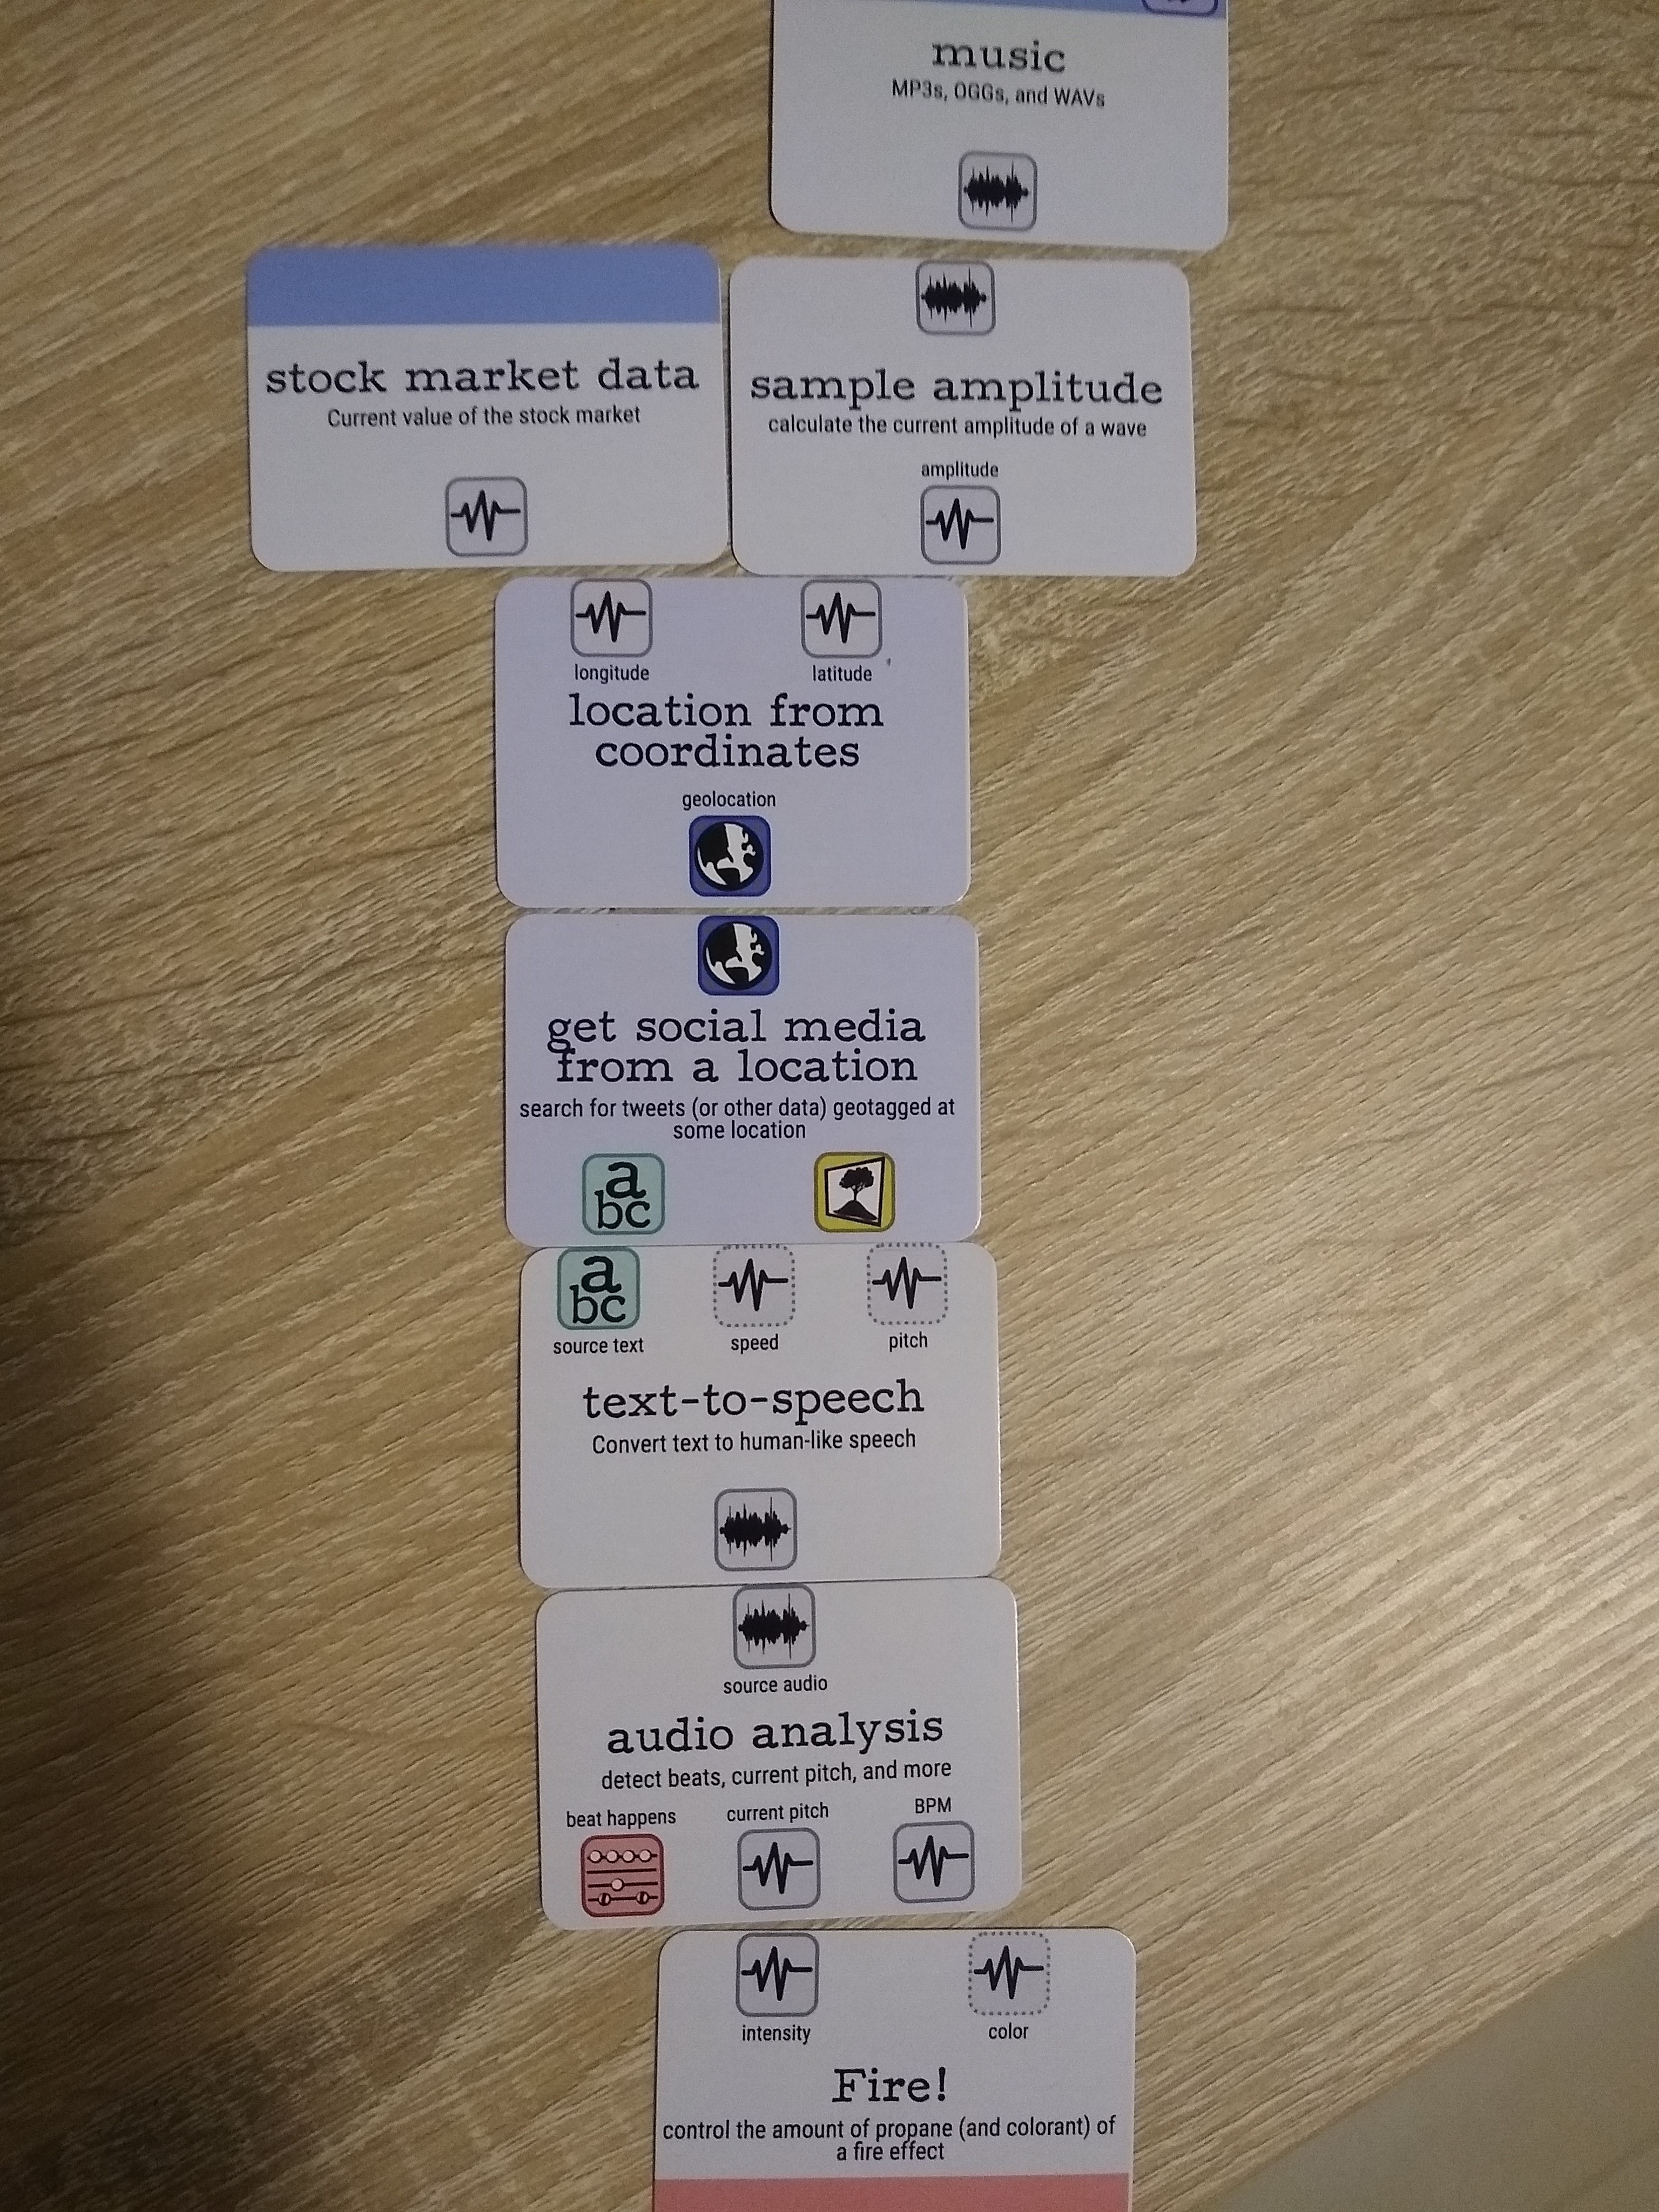 music
MP3s, OGGs, and WAVs
stock market data
Current value of the stock market
sample amplitude
calculate the current amplitude of a wave
amplitude
longitude
latitude
location from
coordinates
geolocation
get social media
from a location
search for tweets (or other data) geotagged at
some location
a
bc
a
bc
source text
speed
pitch
text-to-speech
Convert text to human-like speech
source audio
audio analysis
detect beats, current pitch, and more
beat happens
current pitch
BPM
intensity
color
Fire!
control the amount of propane (and colorant) of
a fire effect